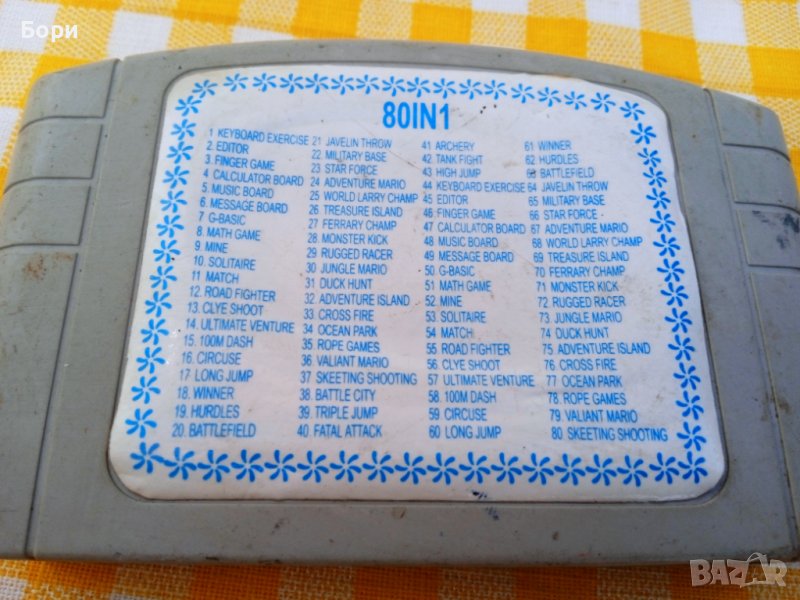 Бори
80IN1
1 KEYBOARD EXERCISE
2. EDITOR
3. FINGER GAME
4 CALCULATOR BOARD
5. MUSIC BOARD
6. MESSAGE BOARD
7 G-BASIC
8. MATH GAME
9. MINE
10. SOLITAIRE
11 MATCH
12. ROAD FIGHTER
13. CLYE SHOOT
14. ULTIMATE VENTURE
15. 100M DASH
16. CIRCUSE
17 LONG JUMP
18. WINNER
19. HURDLES
20. BATTLEFIELD
21 JAVELIN THROW
22. MILITARY BASE
23 STAR FORCE
24 ADVENTURE MARIO
25 WORLD LARRY CHAMP
26 TREASURE ISLAND
27 FERRARY CHAMP
28. MONSTER KICK
29 RUGGED RACER
30 JUNGLE MARIO
31 DUCK HUNT
32 ADVENTURE ISLAND
33. CROSS FIRE
34 OCEAN PARK
35. ROPE GAMES
36 VALIANT MARIO
37 SKEETING SHOOTING
38. BATTLE CITY
39. TRIPLE JUMP
40 FATAL ATTACK
41 ARCHERY
42 TANK FIGHT
43 HIGH JUMP
44 KEYBOARD EXERCISE
45 EDITOR
46 FINGER GAME
47 CALCULATOR BOARD
48 MUSIC BOARD
49 MESSAGE BOARD
50 G-BASIC
51 MATH GAME
52. MINE
53. SOLITAIRE
54 MATCH
55 ROAD FIGHTER
56 CLYE SHOOT
57 ULTIMATE VENTURE
58 100M DASH
59 CIRCUSE
60 LONG JUMP
61 WINNER
62 HURDLES
63 BATTLEFIELD
64 JAVELIN THROW
65 MILITARY BASE
66 STAR FORCE
67 ADVENTURE MARIO
68 WORLD LARRY CHAMP
69 TREASURE ISLAND
70 FERRARY CHAMP
71 MONSTER KICK
72 RUGGED RACER
73 JUNGLE MARIO
74 DUCK HUNT
75 ADVENTURE ISLAND
76 CROSS FIRE
77 OCEAN PARK
78 ROPE GAMES
79 VALIANT MARIO
80 SKEETING SHOOTING
BAZAR